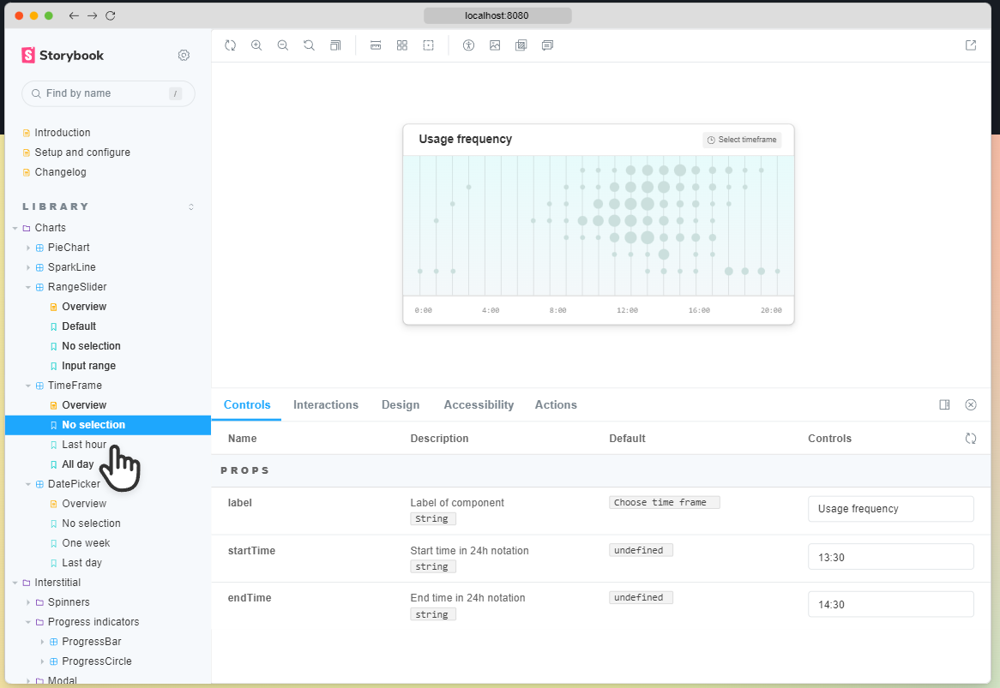 localhost:8080
Storybook
Find by name /
Introduction
Setup and configure
Changelog
LIBRARY
Charts
PieChart
SparkLine
RangeSlider
Overview
Default
No selection
Input range
TimeFrame
Overview
No selection
Last hour
All day
DatePicker
Overview
No selection
One week
Last day
Interstitial
Spinners
Progress indicators
ProgressBar
ProgressCircle
Modal
Usage frequency Select timeframe
0:00 4:00 8:00 12:00 16:00 20:00
Controls Interactions Design Accessibility Actions
Name Description Default Controls
PROPS
label Label of component Choose time frame Usage frequency
String
startTime Start time in 24h notation undefined 13:30
string
endTime End time in 24h notation undefined 14:30
string